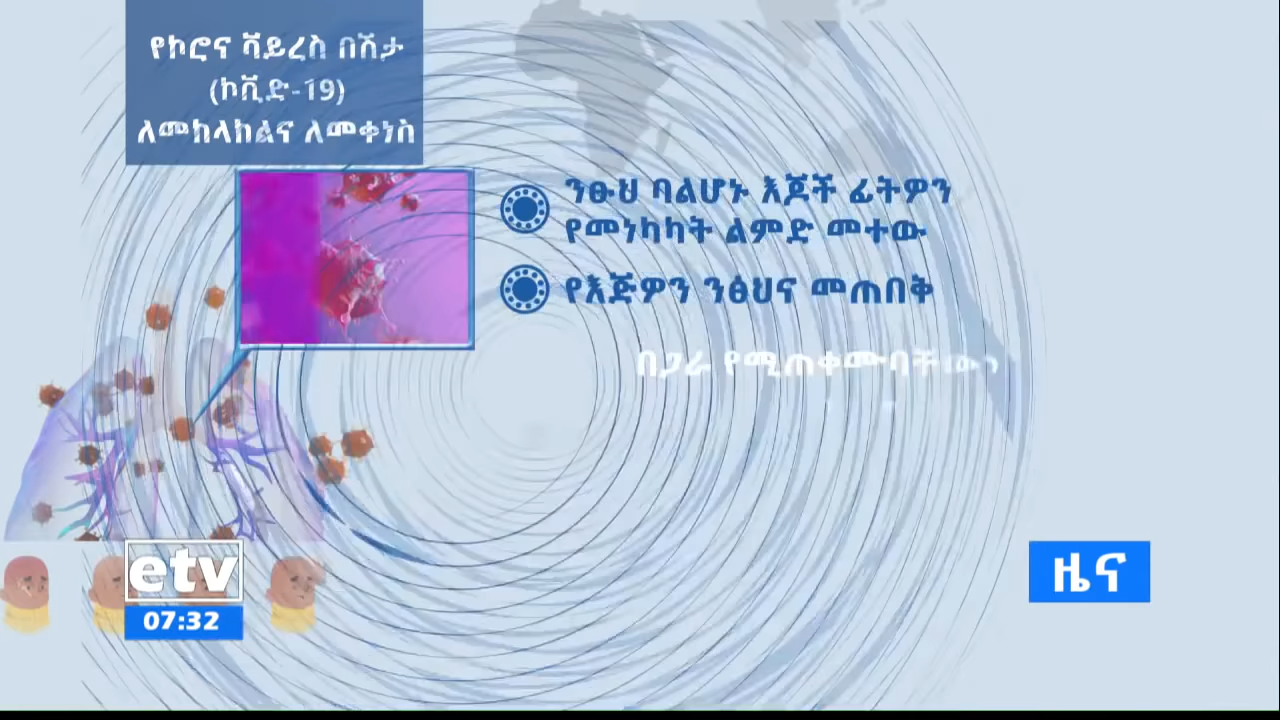 የኮሮና ቫይረስ በሽታ
(ኮቪድ-19)
ለመከላከልና ለመቀነስ
ንፁህ ባልሆኑ እጆች ፊትዎን
የመነካካት ልምድ መተው
የእጅዎን ንፅህና መጠበቅ
በጋራ
etv
07:32
ዜና